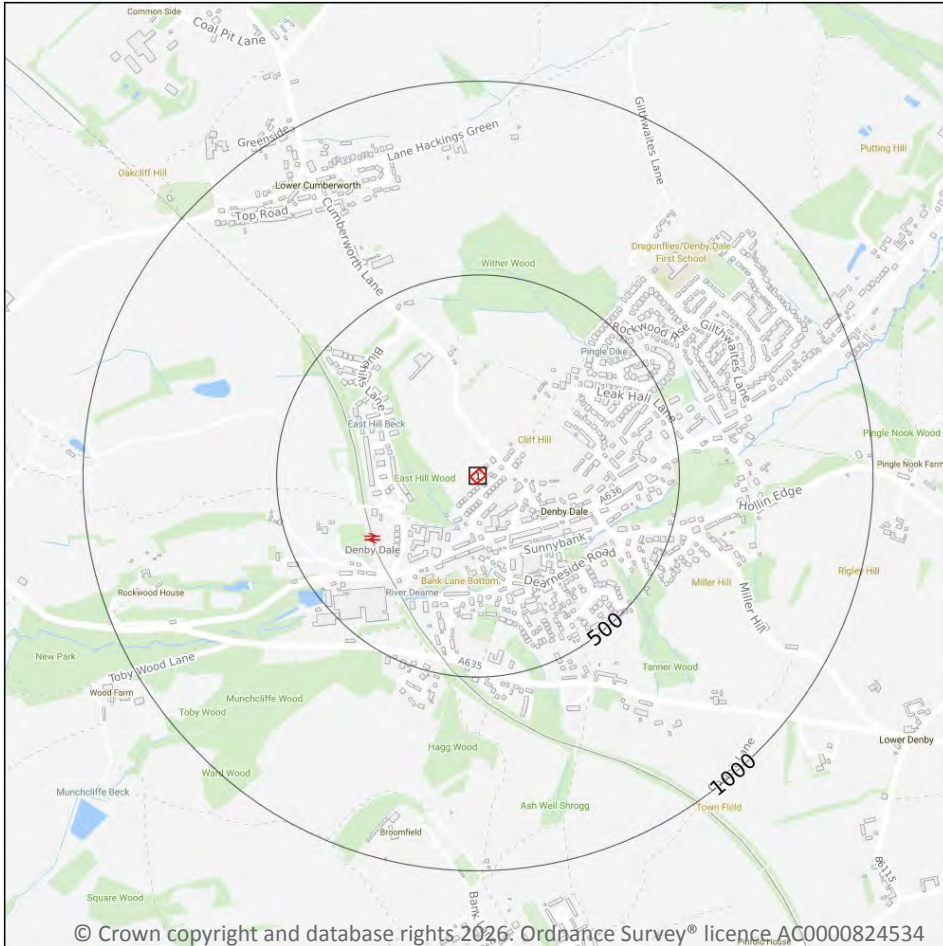 Common Side
Coal Pit Lane
Greenside
Lane Hackings Green
Gilthwaites Lane
Putting Hill
Oakcliff Hill
Lower Cumberworth
Top Road
Cumberworth Lane
Dragonflies/Denby Dale
First School
Wither Wood
Rockwood Rise
Gilthwaites Lane
Pingle Dike
Bluehills Lane
Leak Hall Lane
East Hill Beck
Cliff Hill
Pingle Nook Wood
Pingle Nook Farm
East Hill Wood
1
A636
Hollin Edge
Denby Dale
Sunnybank
Denby Dale
Dearneside Road
Bank Lane Bottom
Miller Hill
Rigley Hill
Rockwood House
River Dearne
Miller Hill
500
New Park
Toby Wood Lane
A635
Tanner Wood
Wood Farm
Munchcliffe Wood
Toby Wood
Hagg Wood
Lower Denby
Ward Wood
Lane
1000
Munchcliffe Beck
Ash Well Shrogg
Town Field
Broomfield
B6115
Square Wood
Bank
© Crown copyright and database rights 2026. Ordnance Survey® licence AC0000824534